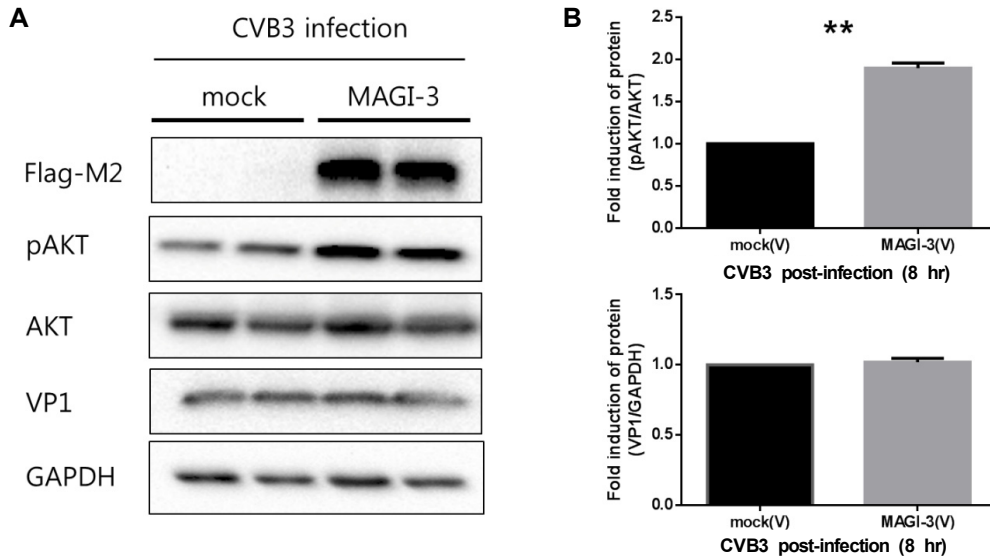 A
CVB3 infection
mock MAGI-3
Flag-M2
pAKT
AKT
VP1
GAPDH
B
Fold induction of protein
(pAKT/AKT)
2.5
2.0
1.5
1.0
0.5
0.0
**
mock(V) MAGI-3(V)
CVB3 post-infection (8 hr)
Fold induction of protein
(VP1/GAPDH)
1.5
1.0
0.5
0.0
mock(V) MAGI-3(V)
CVB3 post-infection (8 hr)